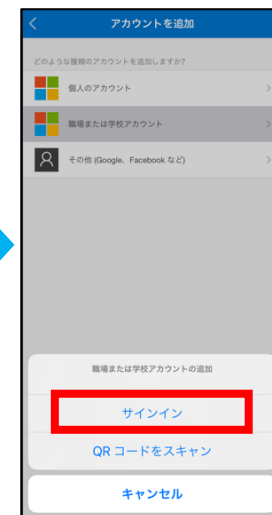 アカウントを追加
どのような種類のアカウントを追加しますか?
個人のアカウント
職場または学校アカウント
その他 (Google、Facebook など)
職場または学校アカウントの追加
サインイン
QR コードをスキャン
キャンセル